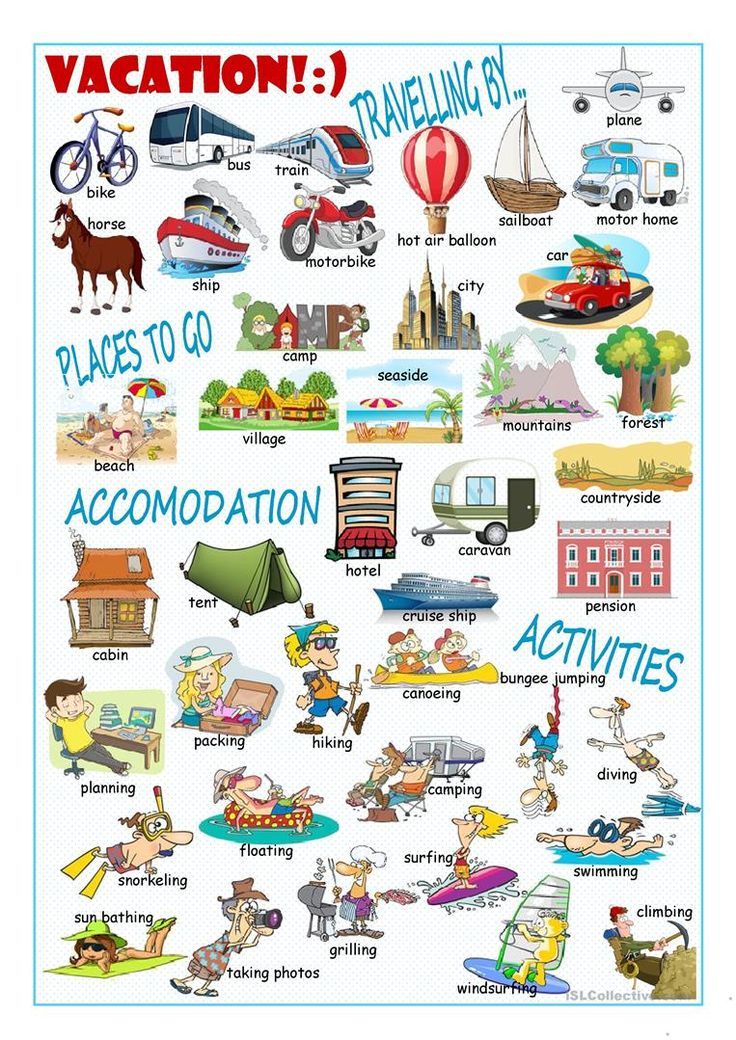 VACATION!:)
TRAVELLING BY...
plane
bike
bus
train
horse
ship
motorbike
hot air balloon
sailboat
motor home
car
city
PLACES TO GO
camp
seaside
village
mountains
forest
beach
countryside
ACCOMODATION
hotel
caravan
pension
tent
cruise ship
cabin
ACTIVITIES
canoeing
bungee jumping
planning
packing
hiking
camping
diving
floating
surfing
swimming
snorkeling
sun bathing
grilling
taking photos
windsurfing
climbing